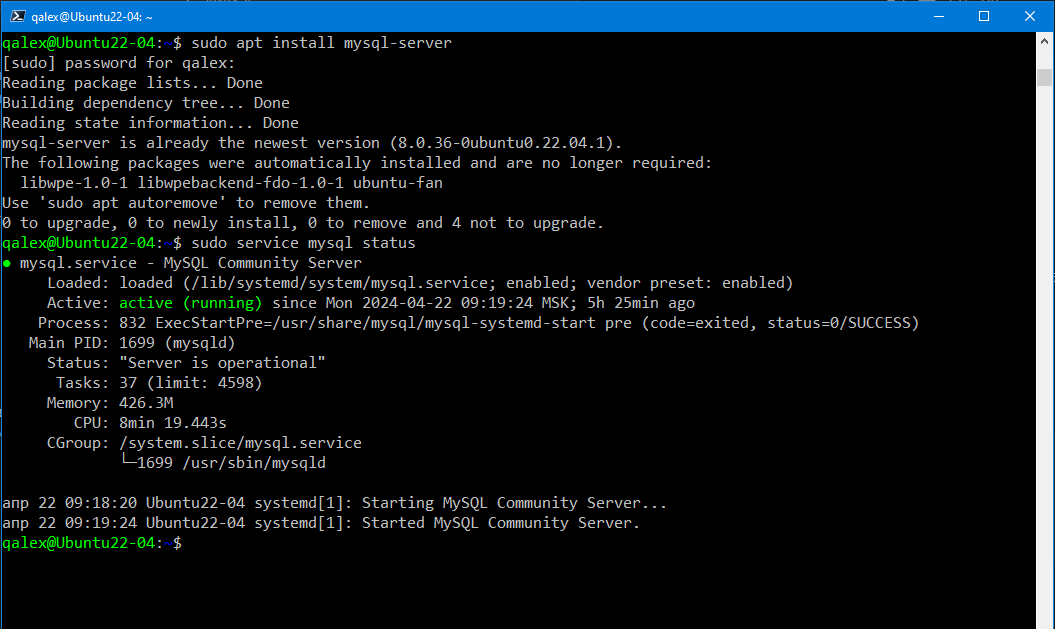 qalex@Ubuntu22-04: ~
qalex@Ubuntu22-04:~$ sudo apt install mysql-server
[sudo] password for qalex:
Reading package lists... Done
Building dependency tree... Done
Reading state information... Done
mysql-server is already the newest version (8.0.36-0ubuntu0.22.04.1).
The following packages were automatically installed and are no longer required:
  libwpe-1.0-1 libwpebackend-fdo-1.0-1 ubuntu-fan
Use 'sudo apt autoremove' to remove them.
0 to upgrade, 0 to newly install, 0 to remove and 4 not to upgrade.
qalex@Ubuntu22-04:~$ sudo service mysql status
● mysql.service - MySQL Community Server
     Loaded: loaded (/lib/systemd/system/mysql.service; enabled; vendor preset: enabled)
     Active: active (running) since Mon 2024-04-22 09:19:24 MSK; 5h 25min ago
    Process: 832 ExecStartPre=/usr/share/mysql/mysql-systemd-start pre (code=exited, status=0/SUCCESS)
   Main PID: 1699 (mysqld)
     Status: "Server is operational"
      Tasks: 37 (limit: 4598)
     Memory: 426.3M
        CPU: 8min 19.443s
     CGroup: /system.slice/mysql.service
             └─1699 /usr/sbin/mysqld
апр 22 09:18:20 Ubuntu22-04 systemd[1]: Starting MySQL Community Server...
апр 22 09:19:24 Ubuntu22-04 systemd[1]: Started MySQL Community Server.
qalex@Ubuntu22-04:~$